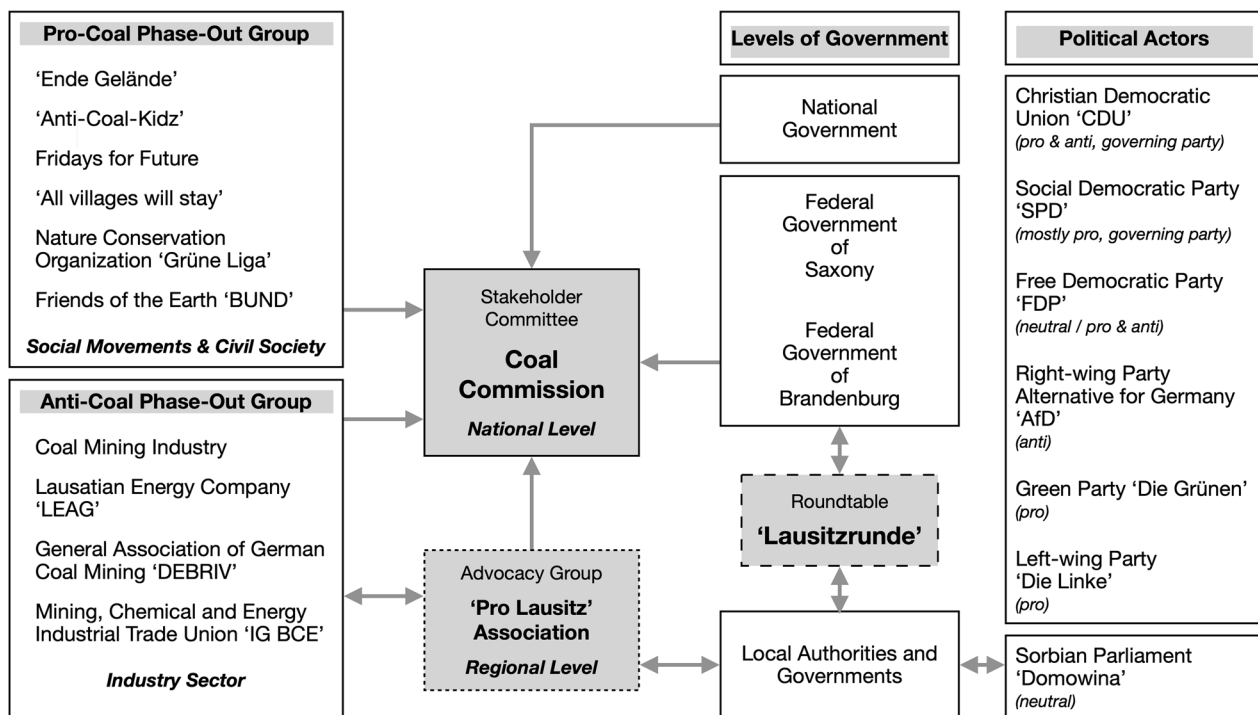 Pro-Coal Phase-Out Group
‘Ende Gelände’
‘Anti-Coal-Kidz’
Fridays for Future
‘All villages will stay’
Nature Conservation
Organization ‘Grüne Liga’
Friends of the Earth ‘BUND’
Social Movements & Civil Society
Anti-Coal Phase-Out Group
Coal Mining Industry
Lausatian Energy Company
‘LEAG’
General Association of German
Coal Mining ‘DEBRIV’
Mining, Chemical and Energy
Industrial Trade Union ‘IG BCE’
Industry Sector
Stakeholder
Committee
Coal
Commission
National Level
Advocacy Group
‘Pro Lausitz’
Association
Regional Level
Levels of Government
National
Government
Federal
Government
of
Saxony
Federal
Government
of
Brandenburg
Roundtable
‘Lausitzrunde’
Local Authorities and
Governments
Political Actors
Christian Democratic
Union ‘CDU’
(pro & anti, governing party)
Social Democratic Party
‘SPD’
(mostly pro, governing party)
Free Democratic Party
‘FDP’
(neutral / pro & anti)
Right-wing Party
Alternative for Germany
‘AfD’
(anti)
Green Party ‘Die Grünen’
(pro)
Left-wing Party
‘Die Linke’
(pro)
Sorbian Parliament
‘Domowina’
(neutral)